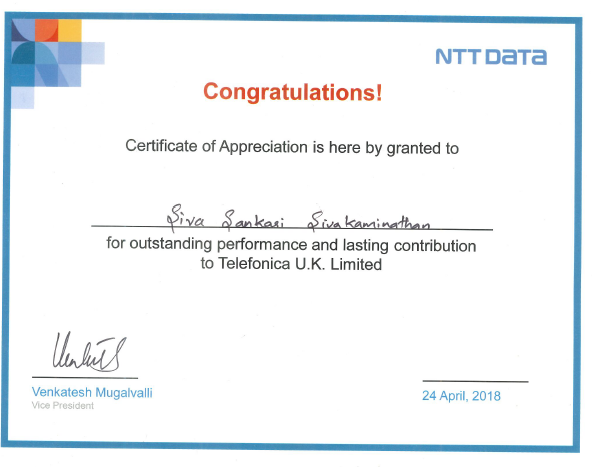 NTT DATA
Congratulations!
Certificate of Appreciation is here by granted to
Siva Sankari Sivakaminathan
for outstanding performance and lasting contribution
to Telefonica U.K. Limited
Venkatesh Mugalvalli
Vice President
24 April, 2018